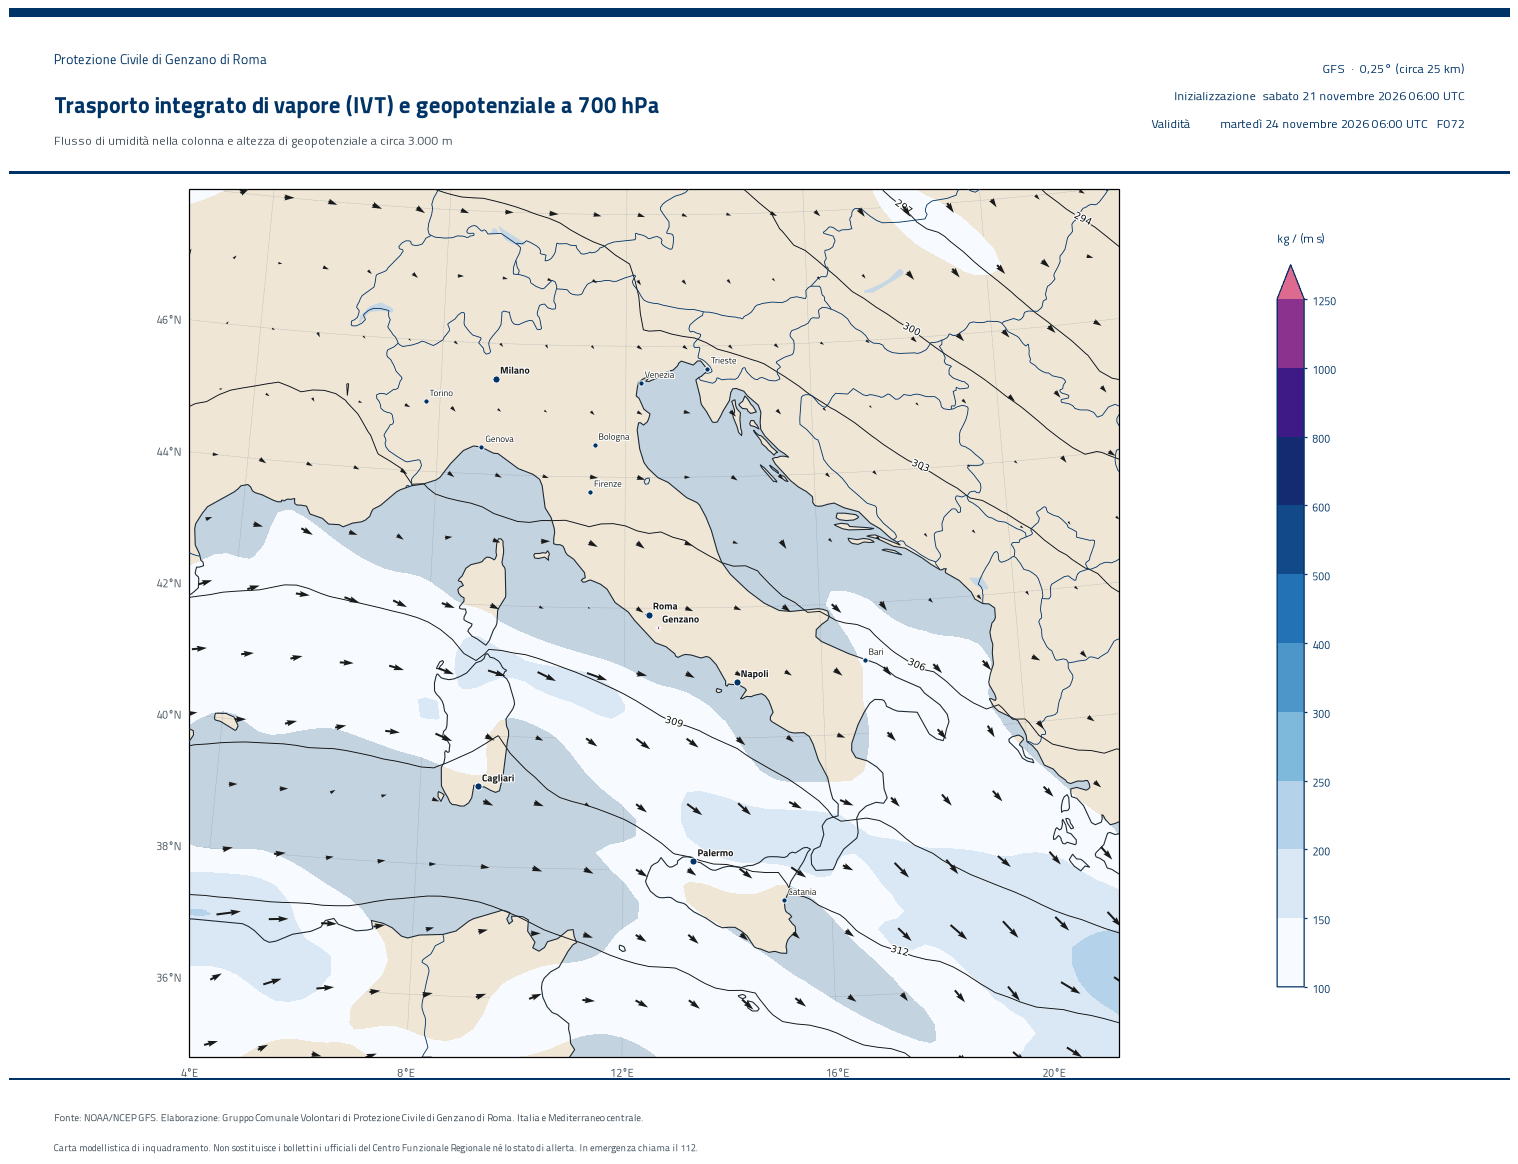 Protezione Civile di Genzano di Roma
Trasporto integrato di vapore (IVT) e geopotenziale a 700 hPa
Flusso di umidità nella colonna e altezza di geopotenziale a circa 3.000 m
GFS · 0,25° (circa 25 km)
Inizializzazione sabato 21 novembre 2026 06:00 UTC
Validità martedì 24 novembre 2026 06:00 UTC F072
kg / (m s)
1250
1000
800
600
500
400
300
250
200
150
100
46°N
44°N
42°N
40°N
38°N
36°N
4°E
8°E
12°E
16°E
20°E
297
294
300
303
306
309
312
Milano
Torino
Venezia
Trieste
Genova
Bologna
Firenze
Roma
Genzano
Napoli
Bari
Cagliari
Palermo
Catania
Fonte: NOAA/NCEP GFS. Elaborazione: Gruppo Comunale Volontari di Protezione Civile di Genzano di Roma. Italia e Mediterraneo centrale.
Carta modellistica di inquadramento. Non sostituisce i bollettini ufficiali del Centro Funzionale Regionale né lo stato di allerta. In emergenza chiama il 112.